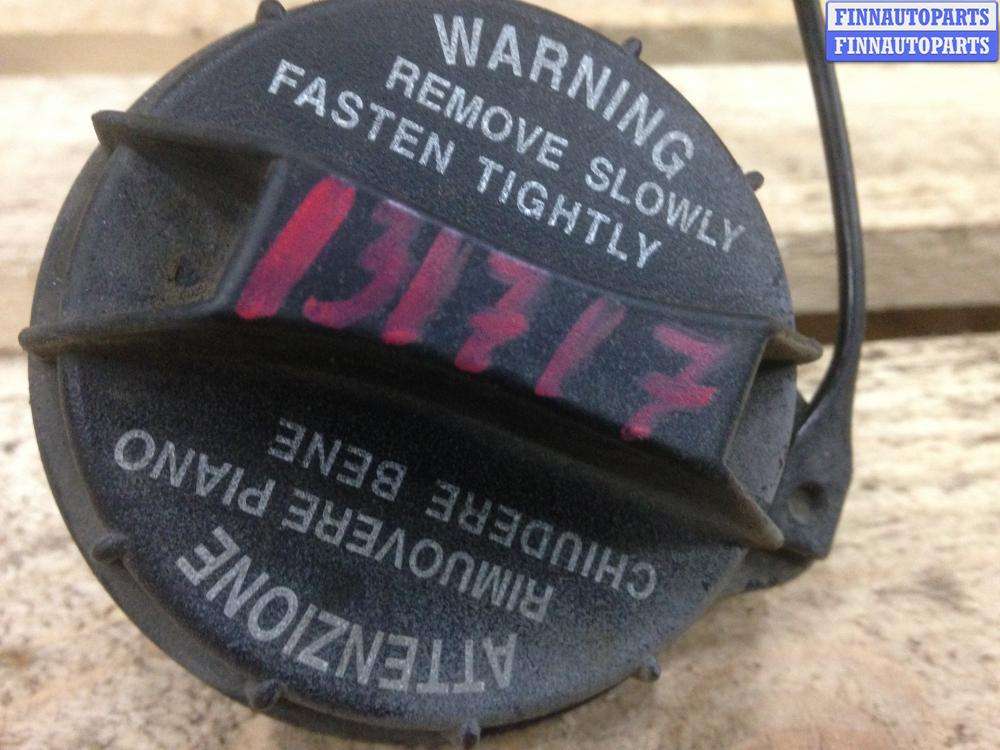 FINNAUTOPARTS
FINNAUTOPARTS
WARNING
REMOVE SLOWLY
FASTEN TIGHTLY
131717
ATTENZIONE
RIMUOVERE PIANO
CHIUDERE BENE